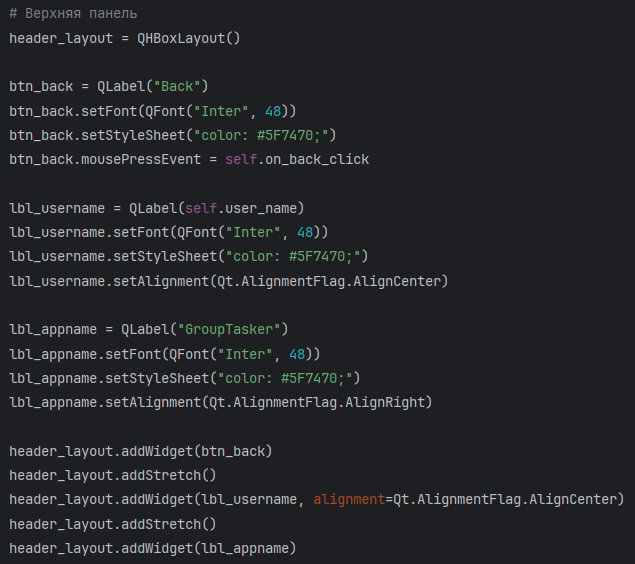 # Верхняя панель
header_layout = QHBoxLayout()
btn_back = QLabel("Back")
btn_back.setFont(QFont("Inter", 48))
btn_back.setStyleSheet("color: #5F7470;")
btn_back.mousePressEvent = self.on_back_click
lbl_username = QLabel(self.user_name)
lbl_username.setFont(QFont("Inter", 48))
lbl_username.setStyleSheet("color: #5F7470;")
lbl_username.setAlignment(Qt.AlignmentFlag.AlignCenter)
lbl_appname = QLabel("GroupTasker")
lbl_appname.setFont(QFont("Inter", 48))
lbl_appname.setStyleSheet("color: #5F7470;")
lbl_appname.setAlignment(Qt.AlignmentFlag.AlignRight)
header_layout.addWidget(btn_back)
header_layout.addStretch()
header_layout.addWidget(lbl_username, alignment=Qt.AlignmentFlag.AlignCenter)
header_layout.addStretch()
header_layout.addWidget(lbl_appname)